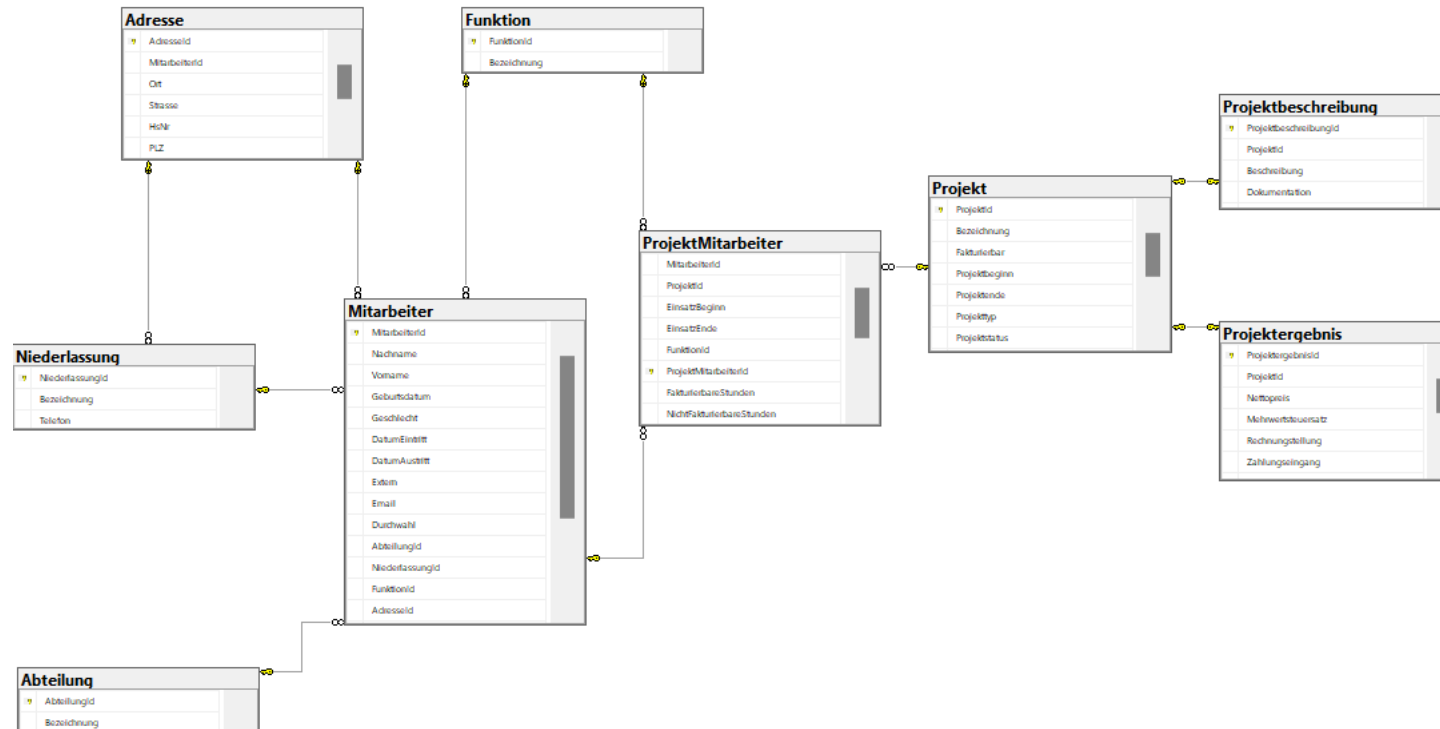 Adresse
AdresseId
MitarbeiterId
Ort
Strasse
HsNr
PLZ
Funktion
FunktionId
Bezeichnung
Projektbeschreibung
ProjektbeschreibungId
ProjektId
Beschreibung
Dokumentation
Projekt
ProjektId
Bezeichnung
Fakturierbar
Projektbeginn
Projektende
Projekttyp
Projektstatus
ProjektMitarbeiter
MitarbeiterId
ProjektId
EinsatzBeginn
EinsatzEnde
FunktionId
ProjektMitarbeiterId
FakturierbareStunden
NichtFakturierbareStunden
Mitarbeiter
MitarbeiterId
Nachname
Vorname
Geburtsdatum
Geschlecht
DatumEintritt
DatumAustritt
Extern
Email
Durchwahl
AbteilungId
NiederlassungId
FunktionId
AdresseId
Projektergebnis
ProjektergebnisId
ProjektId
Nettopreis
Mehrwertsteuersatz
Rechnungstellung
Zahlungseingang
Niederlassung
NiederlassungId
Bezeichnung
Telefon
Abteilung
AbteilungId
Bezeichnung